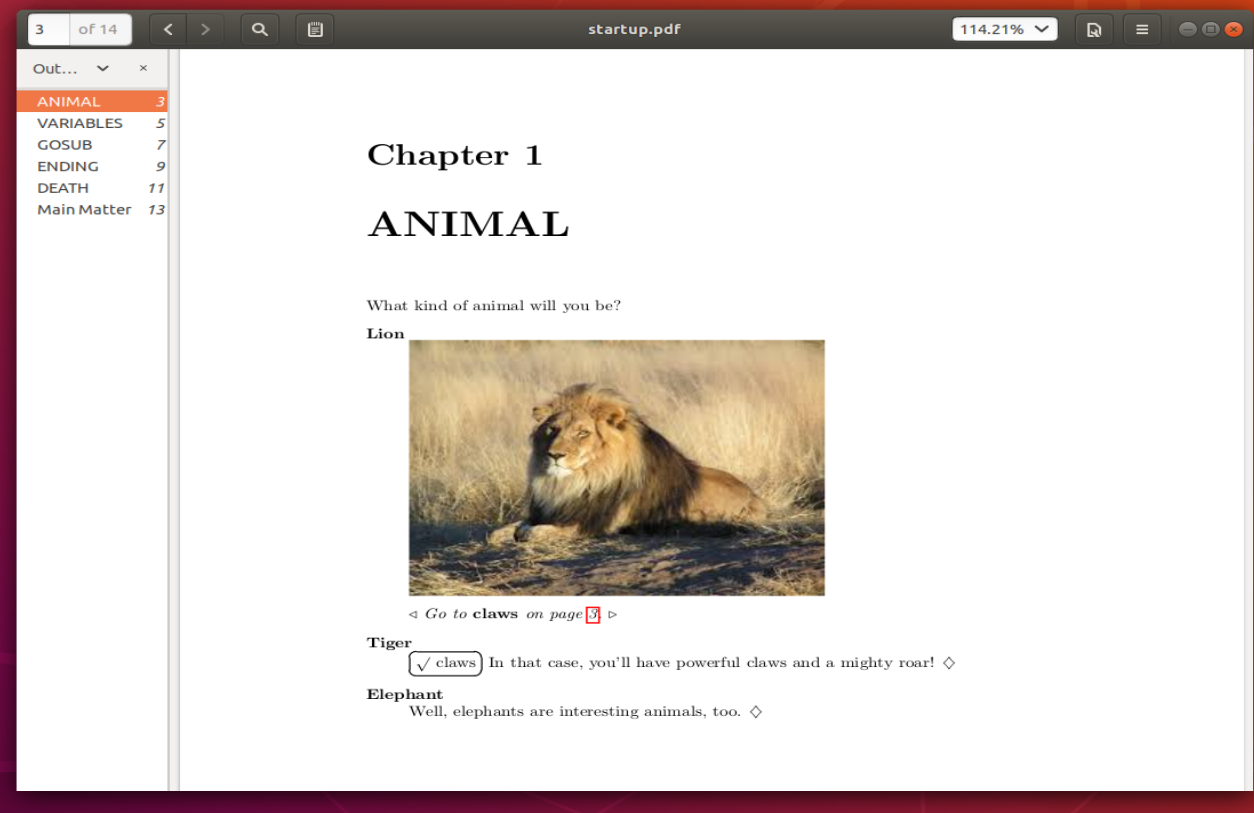 3 of 14
startup.pdf
114.21%
Out...
ANIMAL 3
VARIABLES 5
GOSUB 7
ENDING 9
DEATH 11
Main Matter 13
Chapter 1
ANIMAL
What kind of animal will you be?
Lion
◁ Go to claws on page 3. ▷
Tiger
√ claws In that case, you'll have powerful claws and a mighty roar! ◇
Elephant
Well, elephants are interesting animals, too. ◇